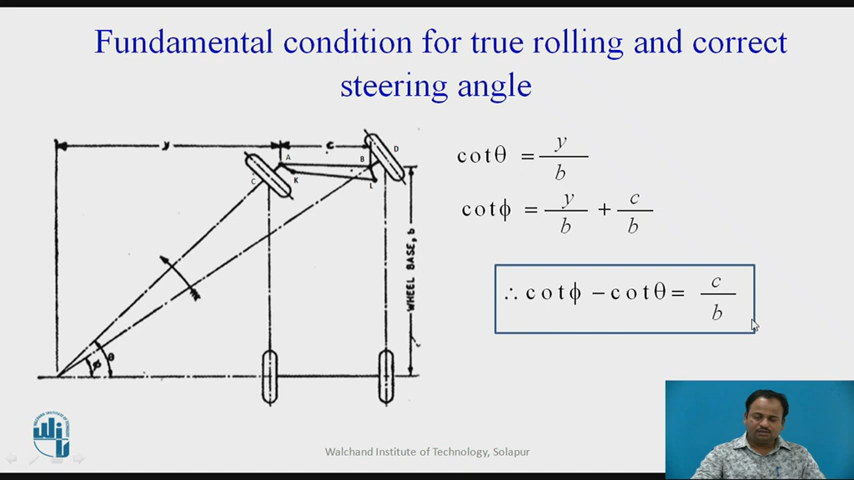 Fundamental condition for true rolling and correct
steering angle
y
c
A
B
D
C
K
L
WHEEL BASE, b
θ
ø
cotθ = y/b
cotϕ = y/b + c/b
∴ cotϕ − cotθ = c/b
Walchand Institute of Technology, Solapur